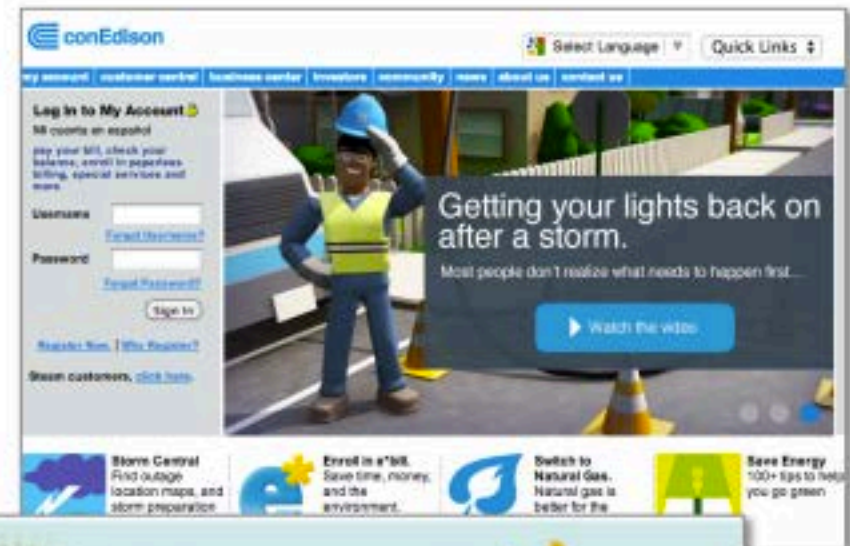 conEdison
Select Language
Quick Links
my account customer central business center investors community news about us contact us
Log In to My Account
Mi cuenta en español
pay your bill, check your
balance, enroll in paperless
billing, special services and
more
Username
Forgot Username?
Password
Forgot Password?
Sign In
Register Now. | Why Register?
Steam customers, click here.
Getting your lights back on
after a storm.
Most people don't realize what needs to happen first...
Watch the video
Storm Central
Find outage
location maps, and
storm preparation
Enroll in e*bill.
Save time, money,
and the
environment.
Switch to
Natural Gas.
Natural gas is
better for the
Save Energy
100+ tips to help
you go green